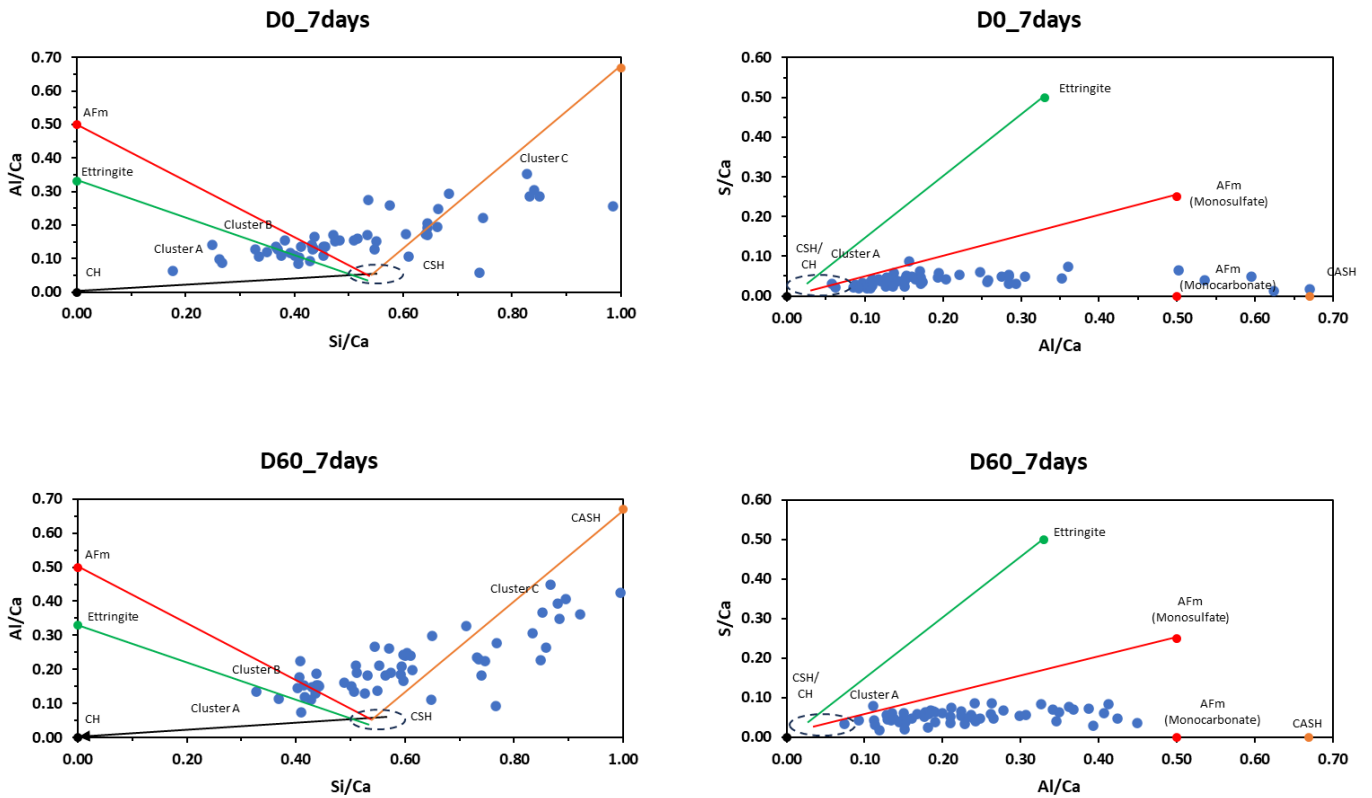 D0_7days
0.70
0.60
0.50
0.40
0.30
0.20
0.10
0.00
Al/Ca
AFm
Ettringite
Cluster A
Cluster B
Cluster C
CH
CSH
0.00 0.20 0.40 0.60 0.80 1.00
Si/Ca
D0_7days
0.60
0.50
0.40
0.30
0.20
0.10
0.00
S/Ca
Ettringite
AFm
(Monosulfate)
CSH/
CH
Cluster A
AFm
(Monocarbonate)
CASH
0.00 0.10 0.20 0.30 0.40 0.50 0.60 0.70
Al/Ca
D60_7days
0.70
0.60
0.50
0.40
0.30
0.20
0.10
0.00
Al/Ca
CASH
AFm
Ettringite
Cluster C
Cluster B
Cluster A
CH
CSH
0.00 0.20 0.40 0.60 0.80 1.00
Si/Ca
D60_7days
0.60
0.50
0.40
0.30
0.20
0.10
0.00
S/Ca
Ettringite
AFm
(Monosulfate)
CSH/
CH
Cluster A
AFm
(Monocarbonate)
CASH
0.00 0.10 0.20 0.30 0.40 0.50 0.60 0.70
Al/Ca